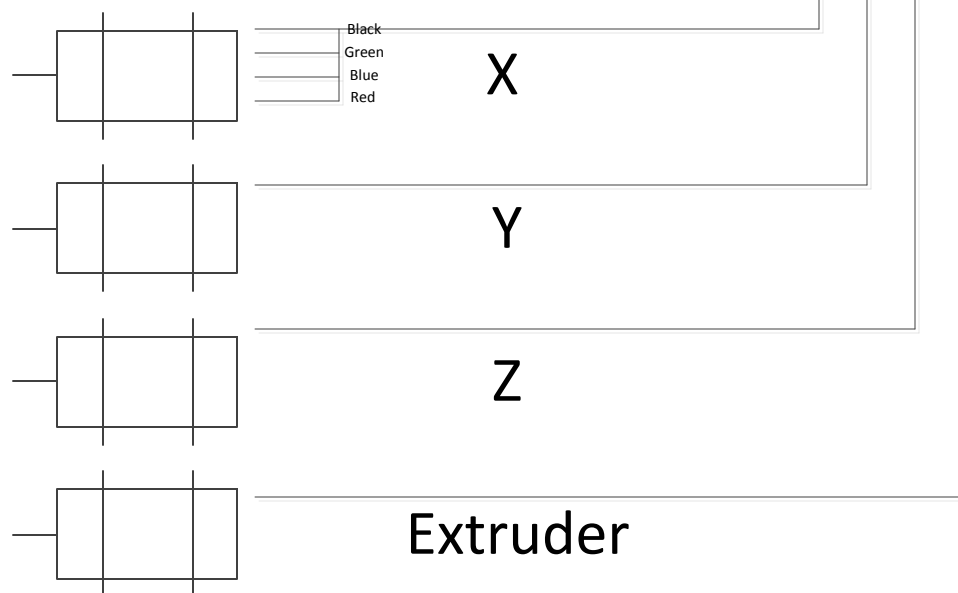 Black
Green
Blue
Red
X
Y
Z
Extruder